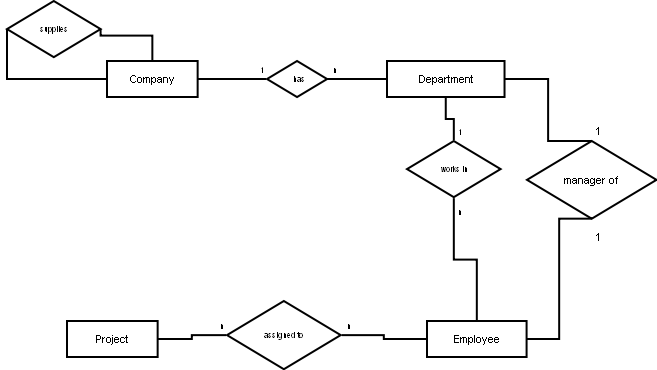 supplies
Company
1
has
n
Department
1
works in
n
1
manager of
1
Project
n
assigned to
n
Employee